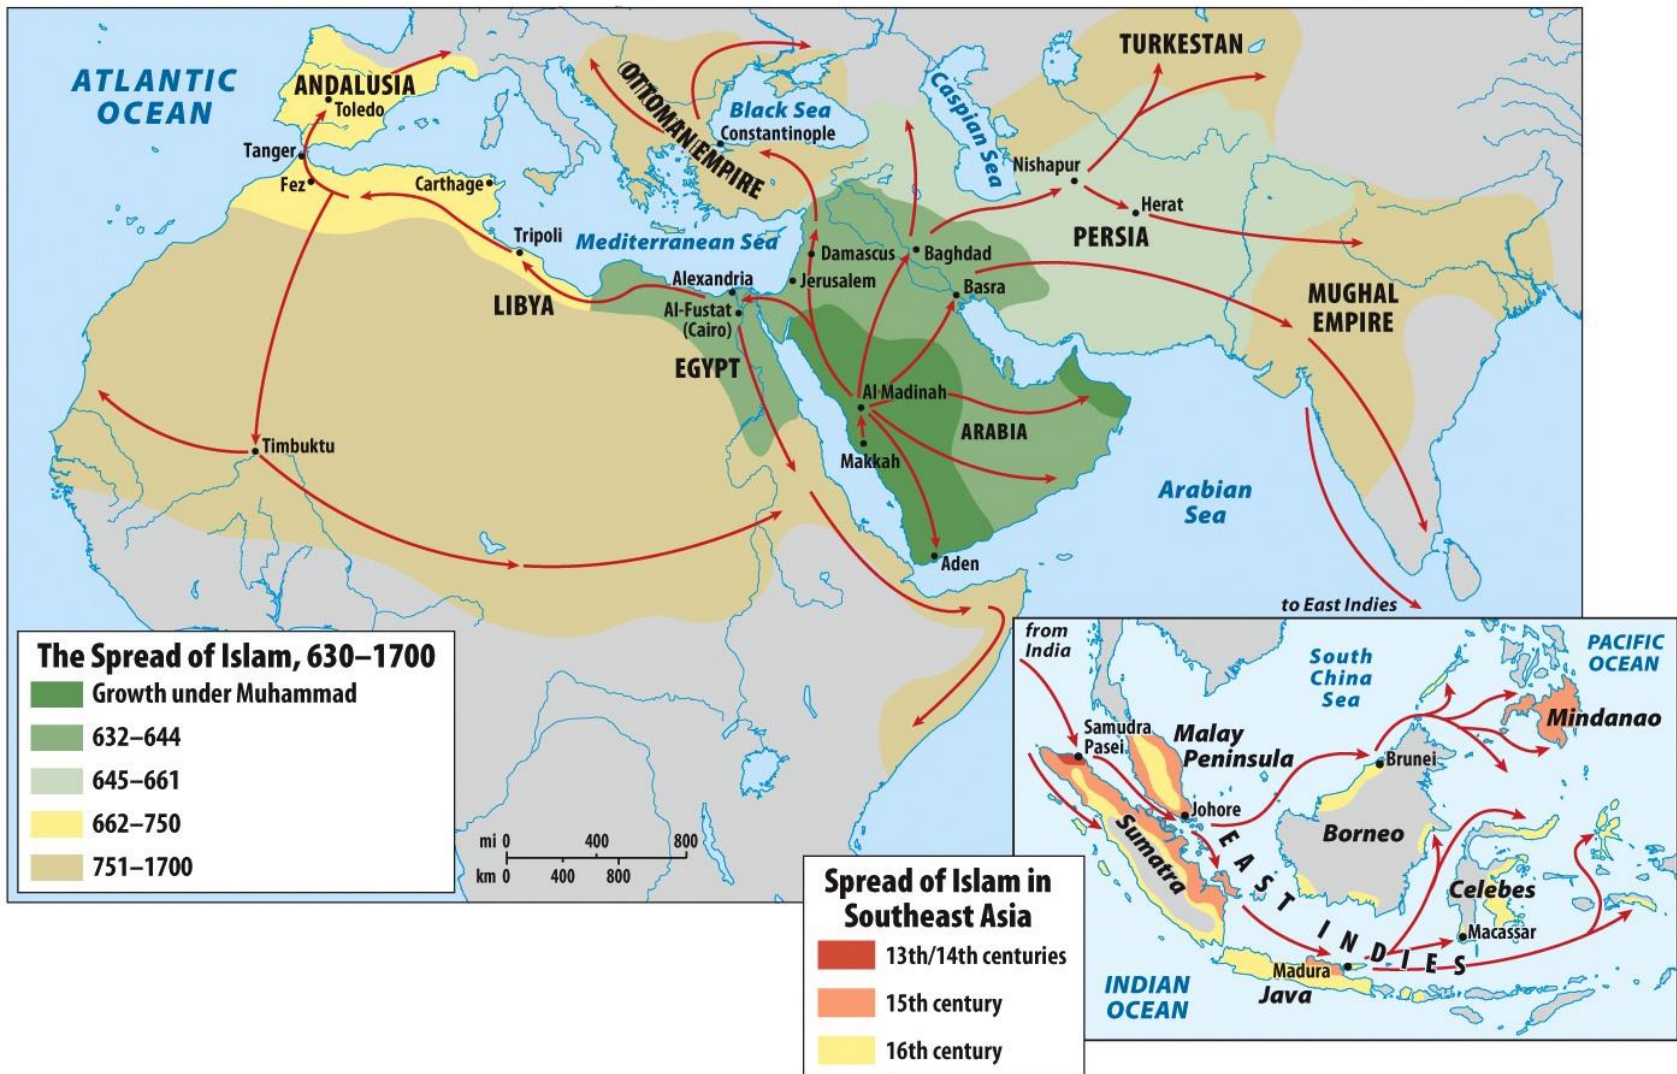 ATLANTIC
OCEAN
ANDALUSIA
Toledo
Tanger
Fez
Carthage
Tripoli
LIBYA
Mediterranean Sea
OTTOMAN EMPIRE
Black Sea
Constantinople
Caspian Sea
TURKESTAN
Nishapur
Herat
PERSIA
Damascus
Baghdad
Jerusalem
Basra
Alexandria
Al-Fustat
(Cairo)
EGYPT
MUGHAL
EMPIRE
Al Madinah
ARABIA
Makkah
Aden
Timbuktu
Arabian
Sea
to East Indies
The Spread of Islam, 630–1700
Growth under Muhammad
632–644
645–661
662–750
751–1700
mi 0 400 800
km 0 400 800
from
India
South
China
Sea
PACIFIC
OCEAN
Samudra
Pasei
Malay
Peninsula
Mindanao
Brunei
Johore
Sumatra
Borneo
EAST INDIES
Celebes
Macassar
Madura
Java
INDIAN
OCEAN
Spread of Islam in
Southeast Asia
13th/14th centuries
15th century
16th century